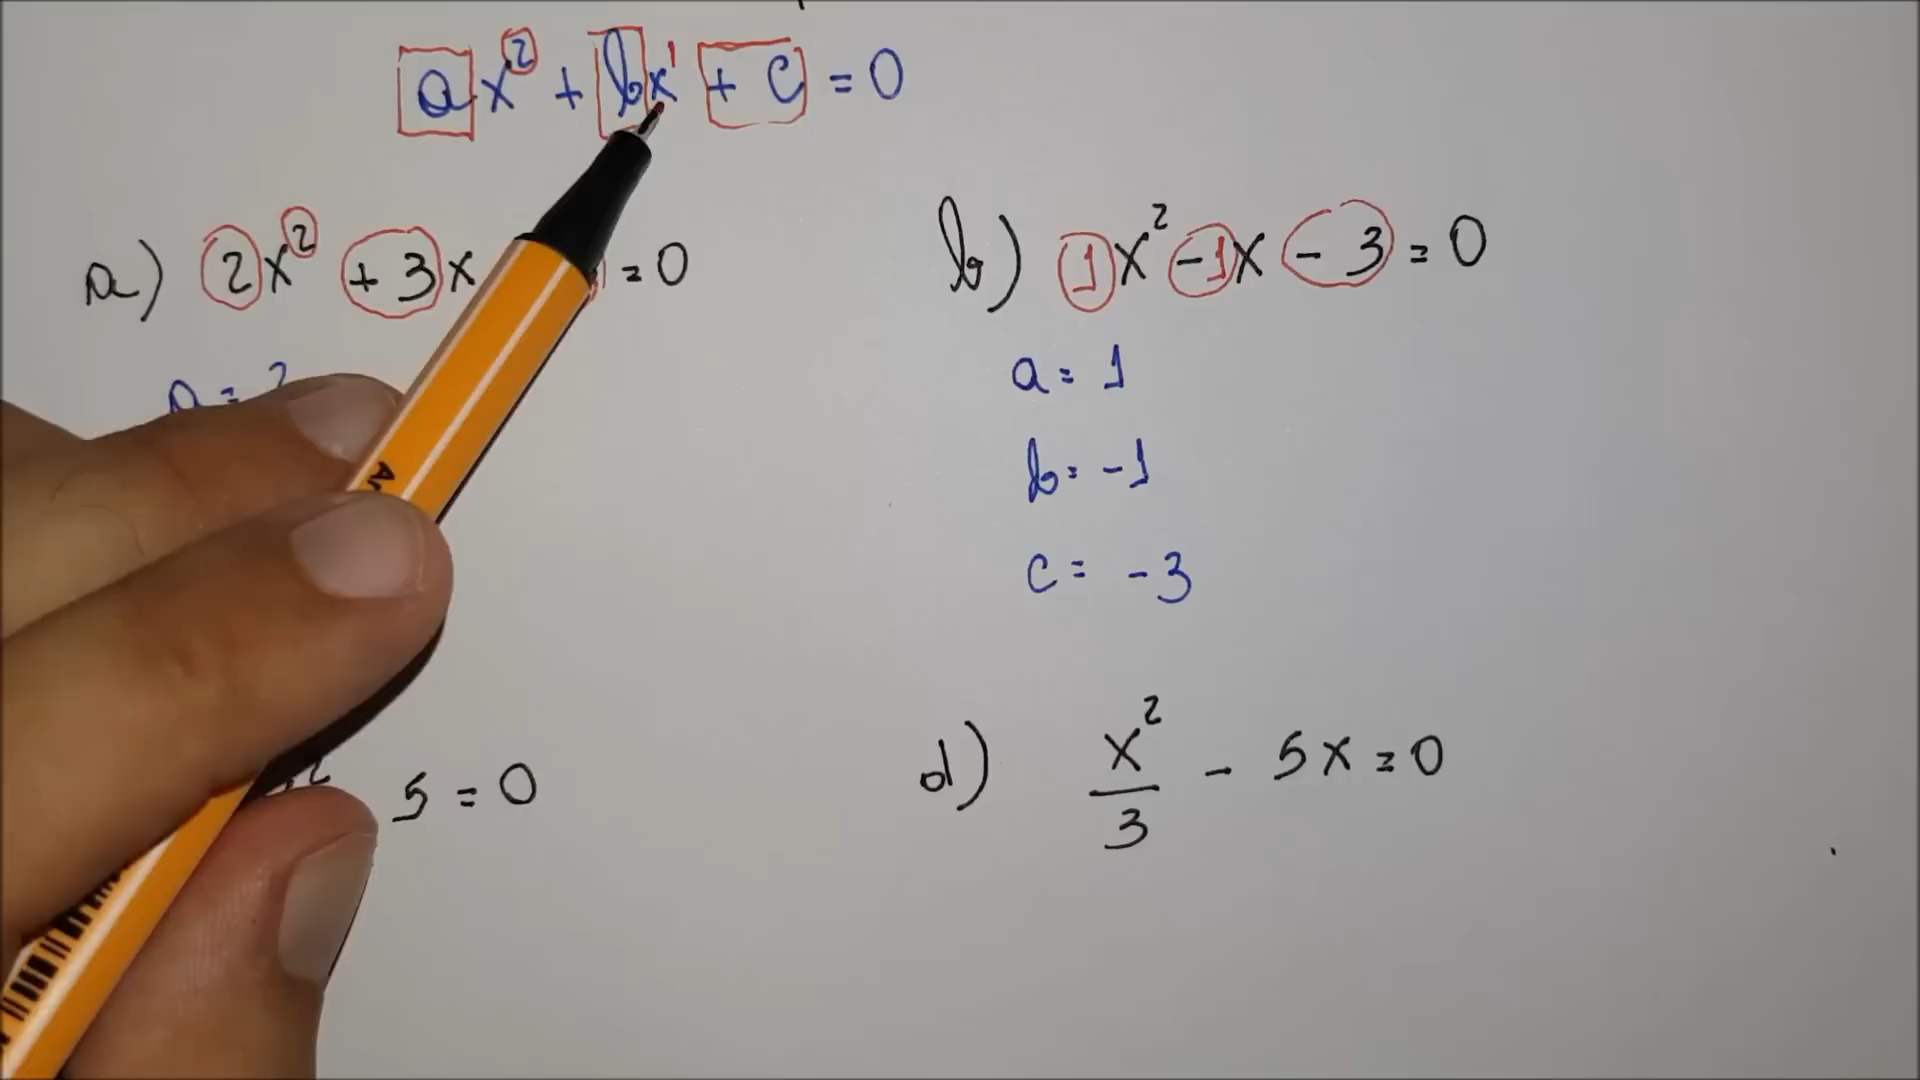 ax² + bx¹ + c = 0
a) 2x² + 3x = 0
b) 1x² - 1x - 3 = 0
a =
a = 1
b = -1
c = -3
² 5 = 0
d) x²/3 - 5x = 0